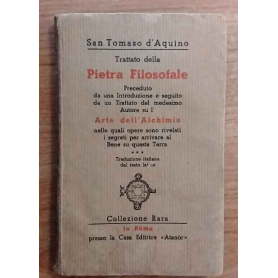 San Tomaso d'Aquino
Trattato della
Pietra Filosofale
Preceduto
da una Introduzione e seguito
da un Trattato del medesimo
Autore su l'
Arte dell'Alchimia
nelle quali opere sono rivelati
i segreti per arrivare al
Bene su questa Terra
Traduzione italiana
dal testo
Collezione Rara
in Roma
presso la Casa Editrice «Atanòr»